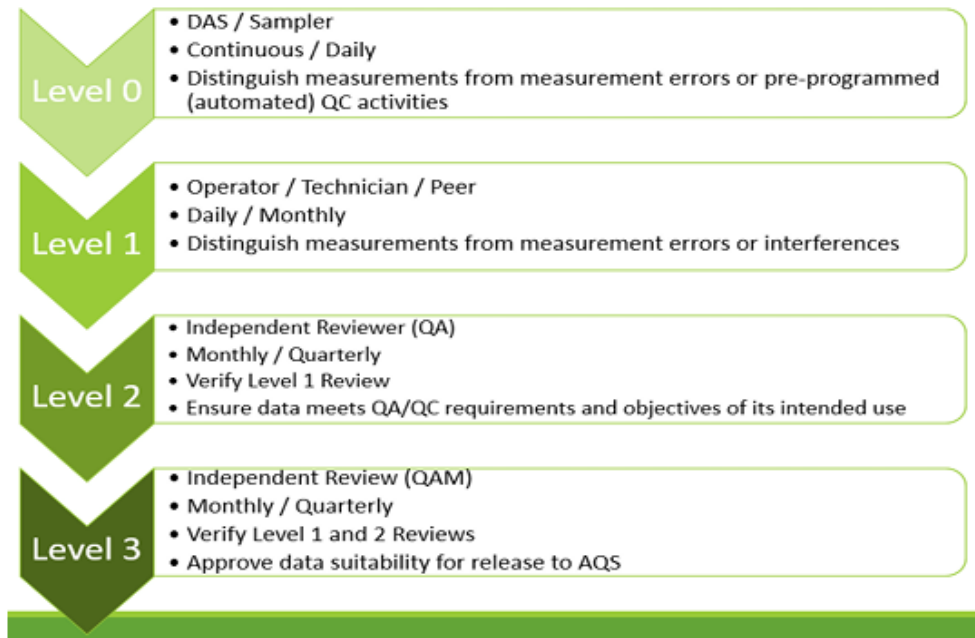 Level 0
• DAS / Sampler
• Continuous / Daily
• Distinguish measurements from measurement errors or pre-programmed
(automated) QC activities
Level 1
• Operator / Technician / Peer
• Daily / Monthly
• Distinguish measurements from measurement errors or interferences
Level 2
• Independent Reviewer (QA)
• Monthly / Quarterly
• Verify Level 1 Review
• Ensure data meets QA/QC requirements and objectives of its intended use
Level 3
• Independent Review (QAM)
• Monthly / Quarterly
• Verify Level 1 and 2 Reviews
• Approve data suitability for release to AQS